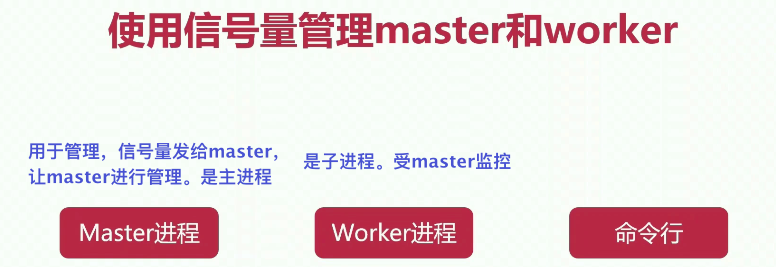 使用信号量管理master和worker
用于管理，信号量发给master，
让master进行管理。是主进程
是子进程。受master监控
Master进程
Worker进程
命令行